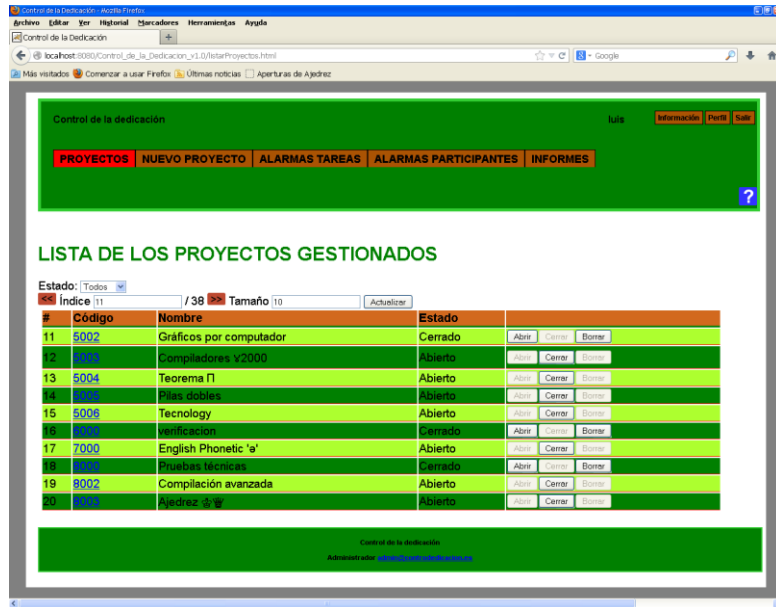 Control de la Dedicación - Mozilla Firefox
Archivo Editar Ver Historial Marcadores Herramientas Ayuda
Control de la Dedicación +
localhost:8080/Control_de_la_Dedicacion_v1.0/listarProyectos.html Google
Más visitados Comenzar a usar Firefox Últimas noticias Aperturas de Ajedrez
Control de la dedicación luis Información Perfil Salir
PROYECTOS NUEVO PROYECTO ALARMAS TAREAS ALARMAS PARTICIPANTES INFORMES
?
LISTA DE LOS PROYECTOS GESTIONADOS
Estado: Todos
<< Índice 11 / 38 >> Tamaño 10 Actualizar
# Código Nombre Estado
11 5002 Gráficos por computador Cerrado Abrir Cerrar Borrar
12 5003 Compiladores ɤ2000 Abierto Abrir Cerrar Borrar
13 5004 Teorema Π Abierto Abrir Cerrar Borrar
14 5005 Pilas dobles Abierto Abrir Cerrar Borrar
15 5006 Tecnology Abierto Abrir Cerrar Borrar
16 6000 verificacion Cerrado Abrir Cerrar Borrar
17 7000 English Phonetic 'ə' Abierto Abrir Cerrar Borrar
18 8000 Pruebas técnicas Cerrado Abrir Cerrar Borrar
19 8002 Compilación avanzada Abierto Abrir Cerrar Borrar
20 8003 Ajedrez ♔♛ Abierto Abrir Cerrar Borrar
Control de la dedicación
Administrador